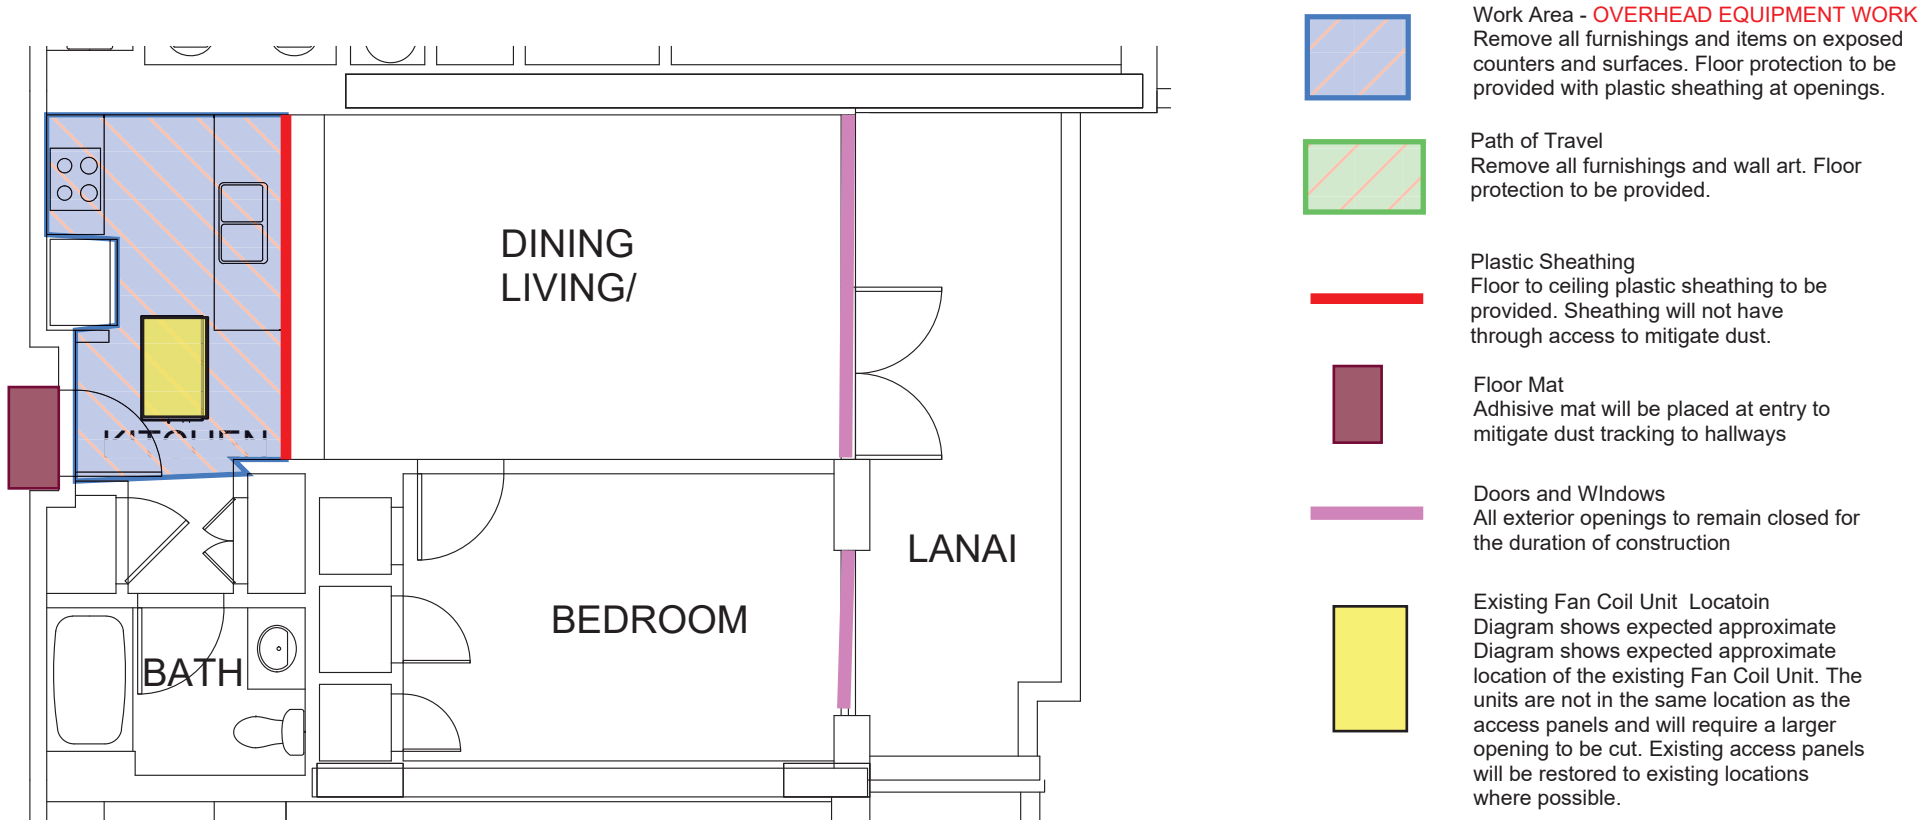 DINING
LIVING/
KITCHEN
LANAI
BEDROOM
BATH
Work Area - OVERHEAD EQUIPMENT WORK
Remove all furnishings and items on exposed
counters and surfaces. Floor protection to be
provided with plastic sheathing at openings.
Path of Travel
Remove all furnishings and wall art. Floor
protection to be provided.
Plastic Sheathing
Floor to ceiling plastic sheathing to be
provided. Sheathing will not have
through access to mitigate dust.
Floor Mat
Adhisive mat will be placed at entry to
mitigate dust tracking to hallways
Doors and WIndows
All exterior openings to remain closed for
the duration of construction
Existing Fan Coil Unit Locatoin
Diagram shows expected approximate
Diagram shows expected approximate
location of the existing Fan Coil Unit. The
units are not in the same location as the
access panels and will require a larger
opening to be cut. Existing access panels
will be restored to existing locations
where possible.